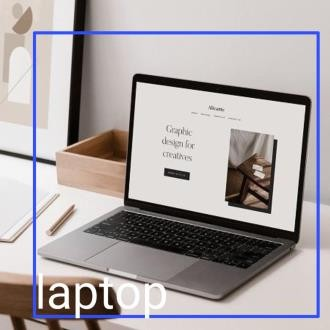 Alicante
Graphic
design for
creatives
laptop